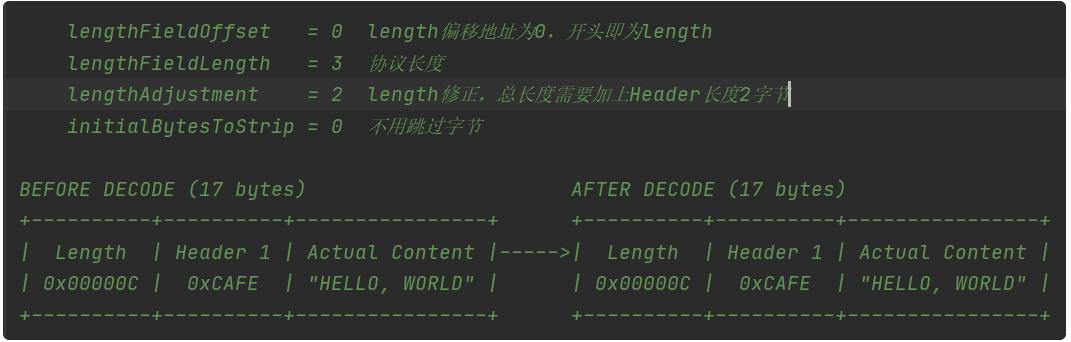 lengthFieldOffset   = 0  length偏移地址为0，开头即为length
lengthFieldLength   = 3  协议长度
lengthAdjustment    = 2  length修正，总长度需要加上Header长度2字节
initialBytesToStrip = 0  不用跳过字节
BEFORE DECODE (17 bytes)                      AFTER DECODE (17 bytes)
+----------+----------+----------------+      +----------+----------+----------------+
|  Length  | Header 1 | Actual Content |----->|  Length  | Header 1 | Actual Content |
| 0x00000C |  0xCAFE  | "HELLO, WORLD" |      | 0x00000C |  0xCAFE  | "HELLO, WORLD" |
+----------+----------+----------------+      +----------+----------+----------------+